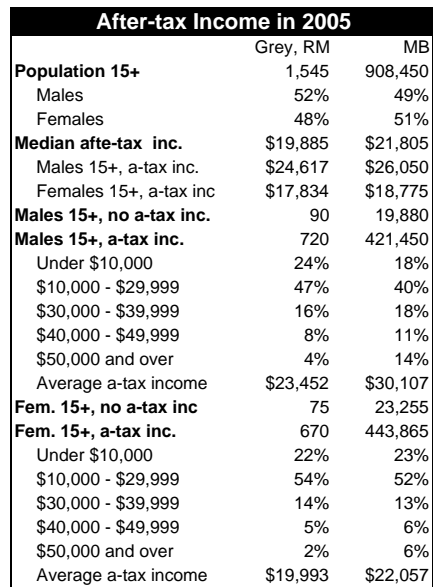 After-tax Income in 2005
Grey, RM MB
Population 15+ 1,545 908,450
Males 52% 49%
Females 48% 51%
Median afte-tax inc. $19,885 $21,805
Males 15+, a-tax inc. $24,617 $26,050
Females 15+, a-tax inc $17,834 $18,775
Males 15+, no a-tax inc. 90 19,880
Males 15+, a-tax inc. 720 421,450
Under $10,000 24% 18%
$10,000 - $29,999 47% 40%
$30,000 - $39,999 16% 18%
$40,000 - $49,999 8% 11%
$50,000 and over 4% 14%
Average a-tax income $23,452 $30,107
Fem. 15+, no a-tax inc 75 23,255
Fem. 15+, a-tax inc. 670 443,865
Under $10,000 22% 23%
$10,000 - $29,999 54% 52%
$30,000 - $39,999 14% 13%
$40,000 - $49,999 5% 6%
$50,000 and over 2% 6%
Average a-tax income $19,993 $22,057